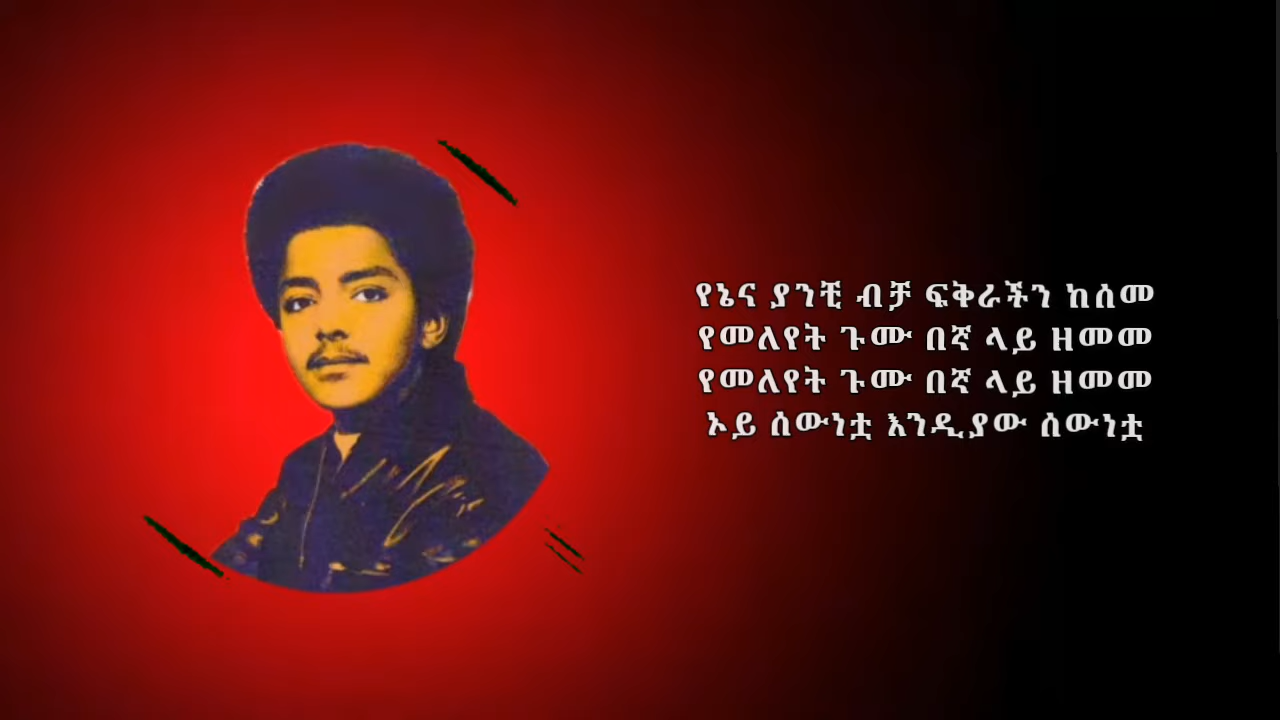 የኔና ያንቺ ብቻ ፍቅራችን ከሰመ
የመለየት ጉሙ በኛ ላይ ዘመመ
የመለየት ጉሙ በኛ ላይ ዘመመ
ኦይ ሰውነቷ እንዲያው ሰውነቷ